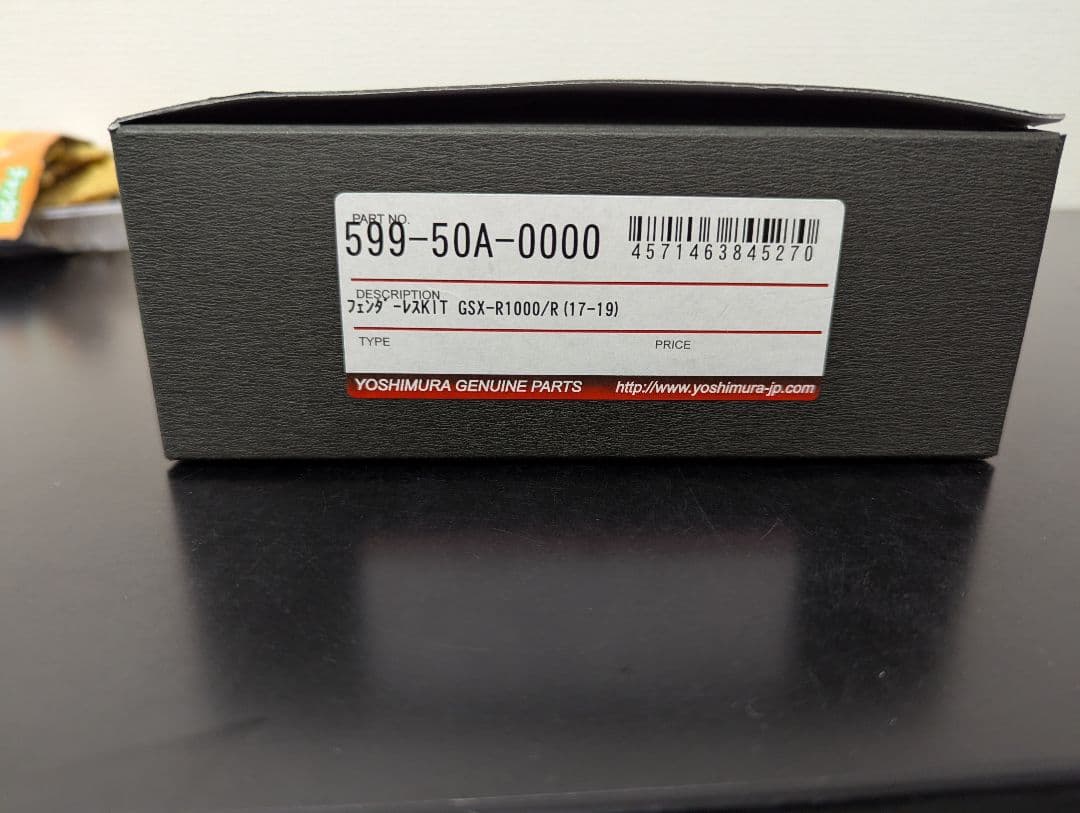 PART NO.
599-50A-0000
4571463845270
DESCRIPTION
ﾌｪﾝﾀﾞｰﾚｽKIT GSX-R1000/R(17-19)
TYPE
PRICE
YOSHIMURA GENUINE PARTS
http://www.yoshimura-jp.com